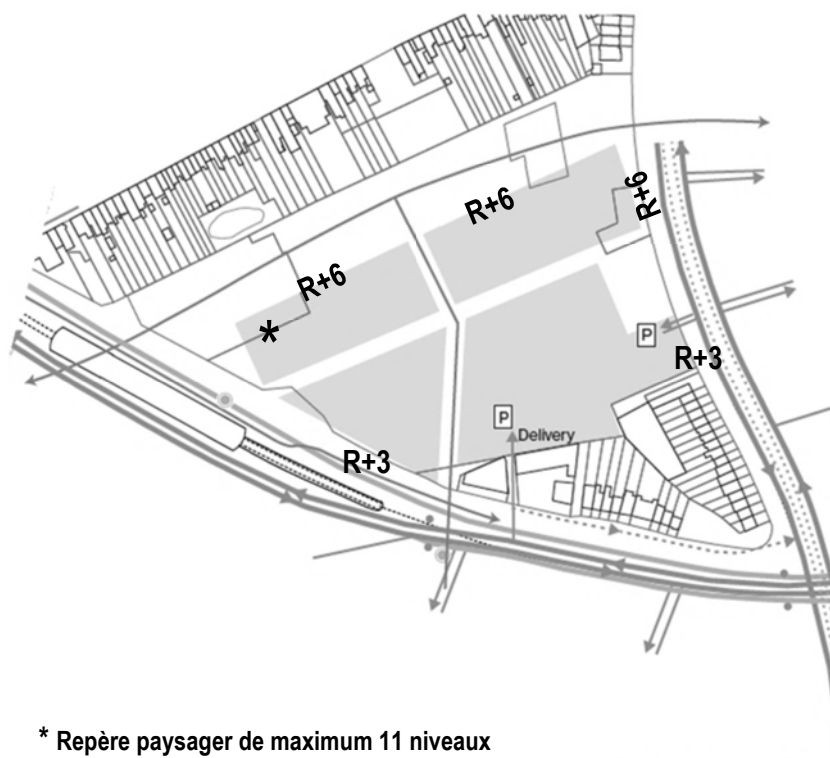 R+6
R+6
R+6
P
R+3
P
Delivery
R+3
* Repère paysager de maximum 11 niveaux